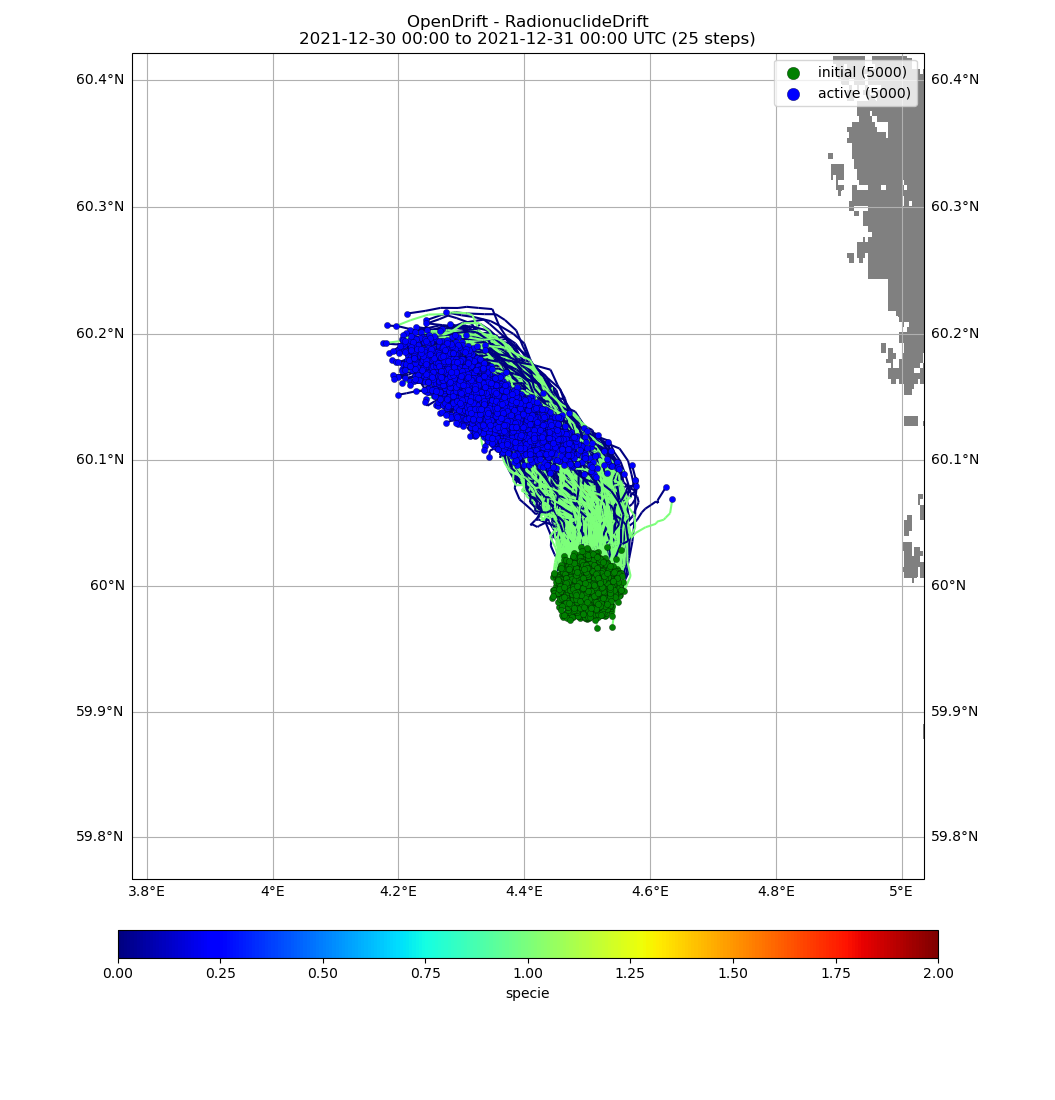 OpenDrift - RadionuclideDrift
2021-12-30 00:00 to 2021-12-31 00:00 UTC (25 steps)
initial (5000)
active (5000)
60.4°N 60.4°N
60.3°N 60.3°N
60.2°N 60.2°N
60.1°N 60.1°N
60°N 60°N
59.9°N 59.9°N
59.8°N 59.8°N
3.8°E 4°E 4.2°E 4.4°E 4.6°E 4.8°E 5°E
0.00 0.25 0.50 0.75 1.00 1.25 1.50 1.75 2.00
specie